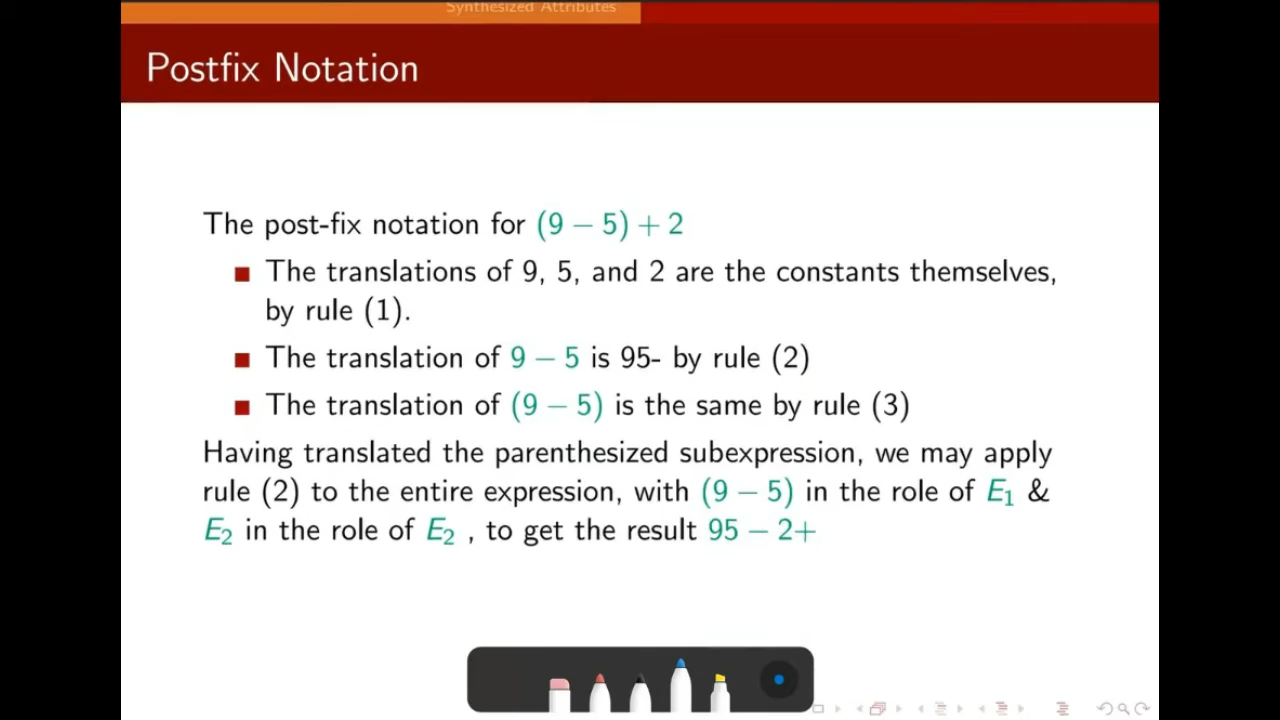 Synthesized Attributes
Postfix Notation
The post-fix notation for (9 − 5) + 2
■ The translations of 9, 5, and 2 are the constants themselves,
by rule (1).
■ The translation of 9 − 5 is 95- by rule (2)
■ The translation of (9 − 5) is the same by rule (3)
Having translated the parenthesized subexpression, we may apply
rule (2) to the entire expression, with (9 − 5) in the role of E₁ &
E₂ in the role of E₂ , to get the result 95 − 2+